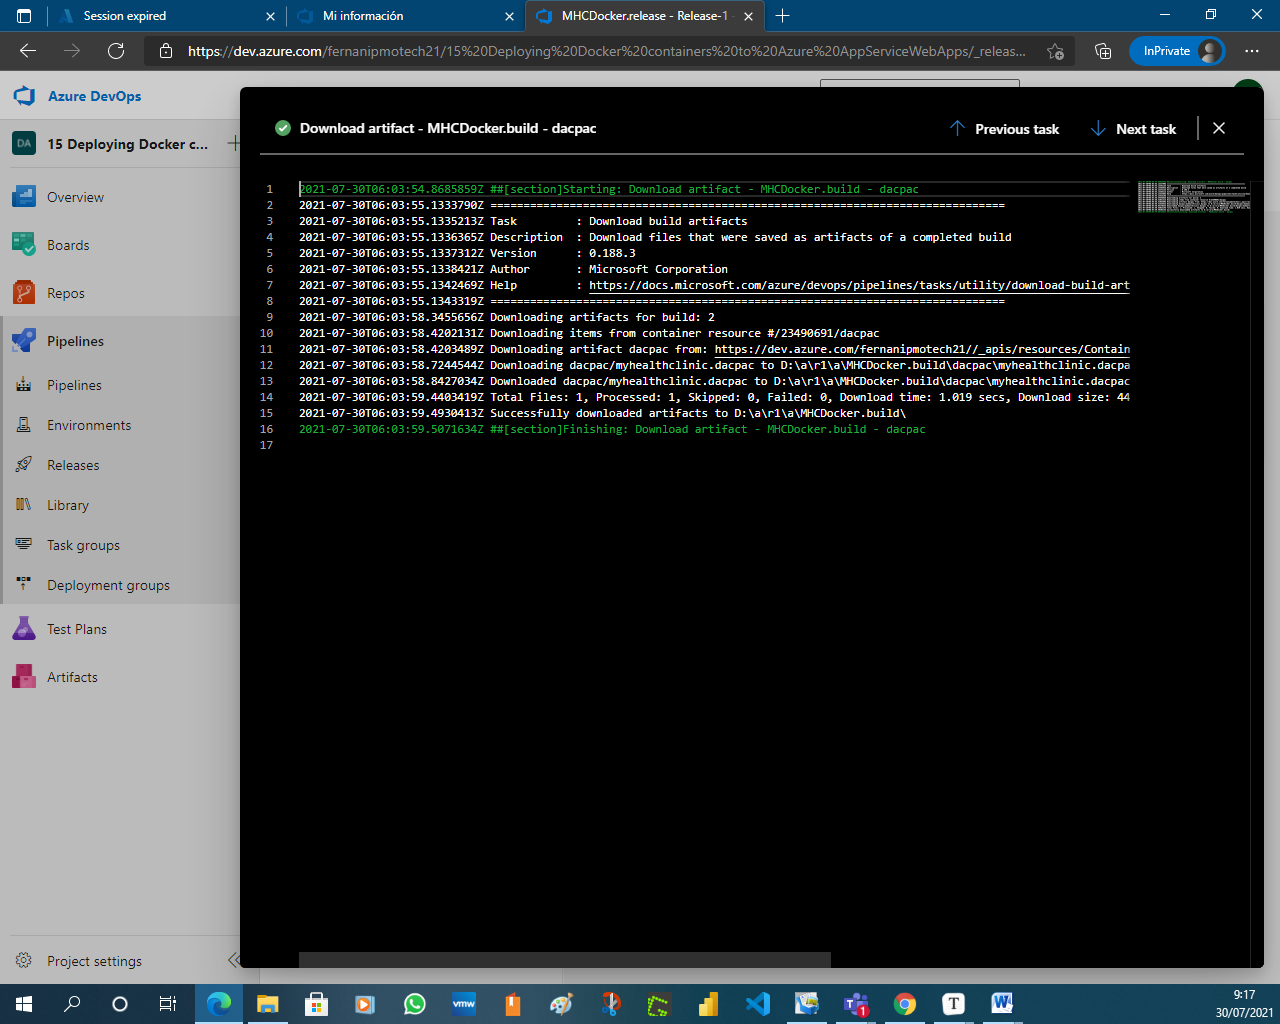 Session expired
Mi información
MHCDocker.release - Release-1 -
https://dev.azure.com/fernanipmotech21/15%20Deploying%20Docker%20containers%20to%20Azure%20AppServiceWebApps/_releas...
InPrivate
Azure DevOps
DA
15 Deploying Docker c...
Overview
Boards
Repos
Pipelines
Pipelines
Environments
Releases
Library
Task groups
Deployment groups
Test Plans
Artifacts
Project settings
Download artifact - MHCDocker.build - dacpac
Previous task
Next task
1 2021-07-30T06:03:54.8685859Z ##[section]Starting: Download artifact - MHCDocker.build - dacpac
2 2021-07-30T06:03:55.1333790Z ==============================================================================
3 2021-07-30T06:03:55.1335213Z Task         : Download build artifacts
4 2021-07-30T06:03:55.1336365Z Description  : Download files that were saved as artifacts of a completed build
5 2021-07-30T06:03:55.1337312Z Version      : 0.188.3
6 2021-07-30T06:03:55.1338421Z Author       : Microsoft Corporation
7 2021-07-30T06:03:55.1342469Z Help         : https://docs.microsoft.com/azure/devops/pipelines/tasks/utility/download-build-art
8 2021-07-30T06:03:55.1343319Z ==============================================================================
9 2021-07-30T06:03:58.3455656Z Downloading artifacts for build: 2
10 2021-07-30T06:03:58.4202131Z Downloading items from container resource #/23490691/dacpac
11 2021-07-30T06:03:58.4203489Z Downloading artifact dacpac from: https://dev.azure.com/fernanipmotech21//_apis/resources/Contain
12 2021-07-30T06:03:58.7244544Z Downloading dacpac/myhealthclinic.dacpac to D:\a\r1\a\MHCDocker.build\dacpac\myhealthclinic.dacpa
13 2021-07-30T06:03:58.8427034Z Downloaded dacpac/myhealthclinic.dacpac to D:\a\r1\a\MHCDocker.build\dacpac\myhealthclinic.dacpac
14 2021-07-30T06:03:59.4403419Z Total Files: 1, Processed: 1, Skipped: 0, Failed: 0, Download time: 1.019 secs, Download size: 44
15 2021-07-30T06:03:59.4930413Z Successfully downloaded artifacts to D:\a\r1\a\MHCDocker.build\
16 2021-07-30T06:03:59.5071634Z ##[section]Finishing: Download artifact - MHCDocker.build - dacpac
17
vmw
1
T
W
9:17
30/07/2021